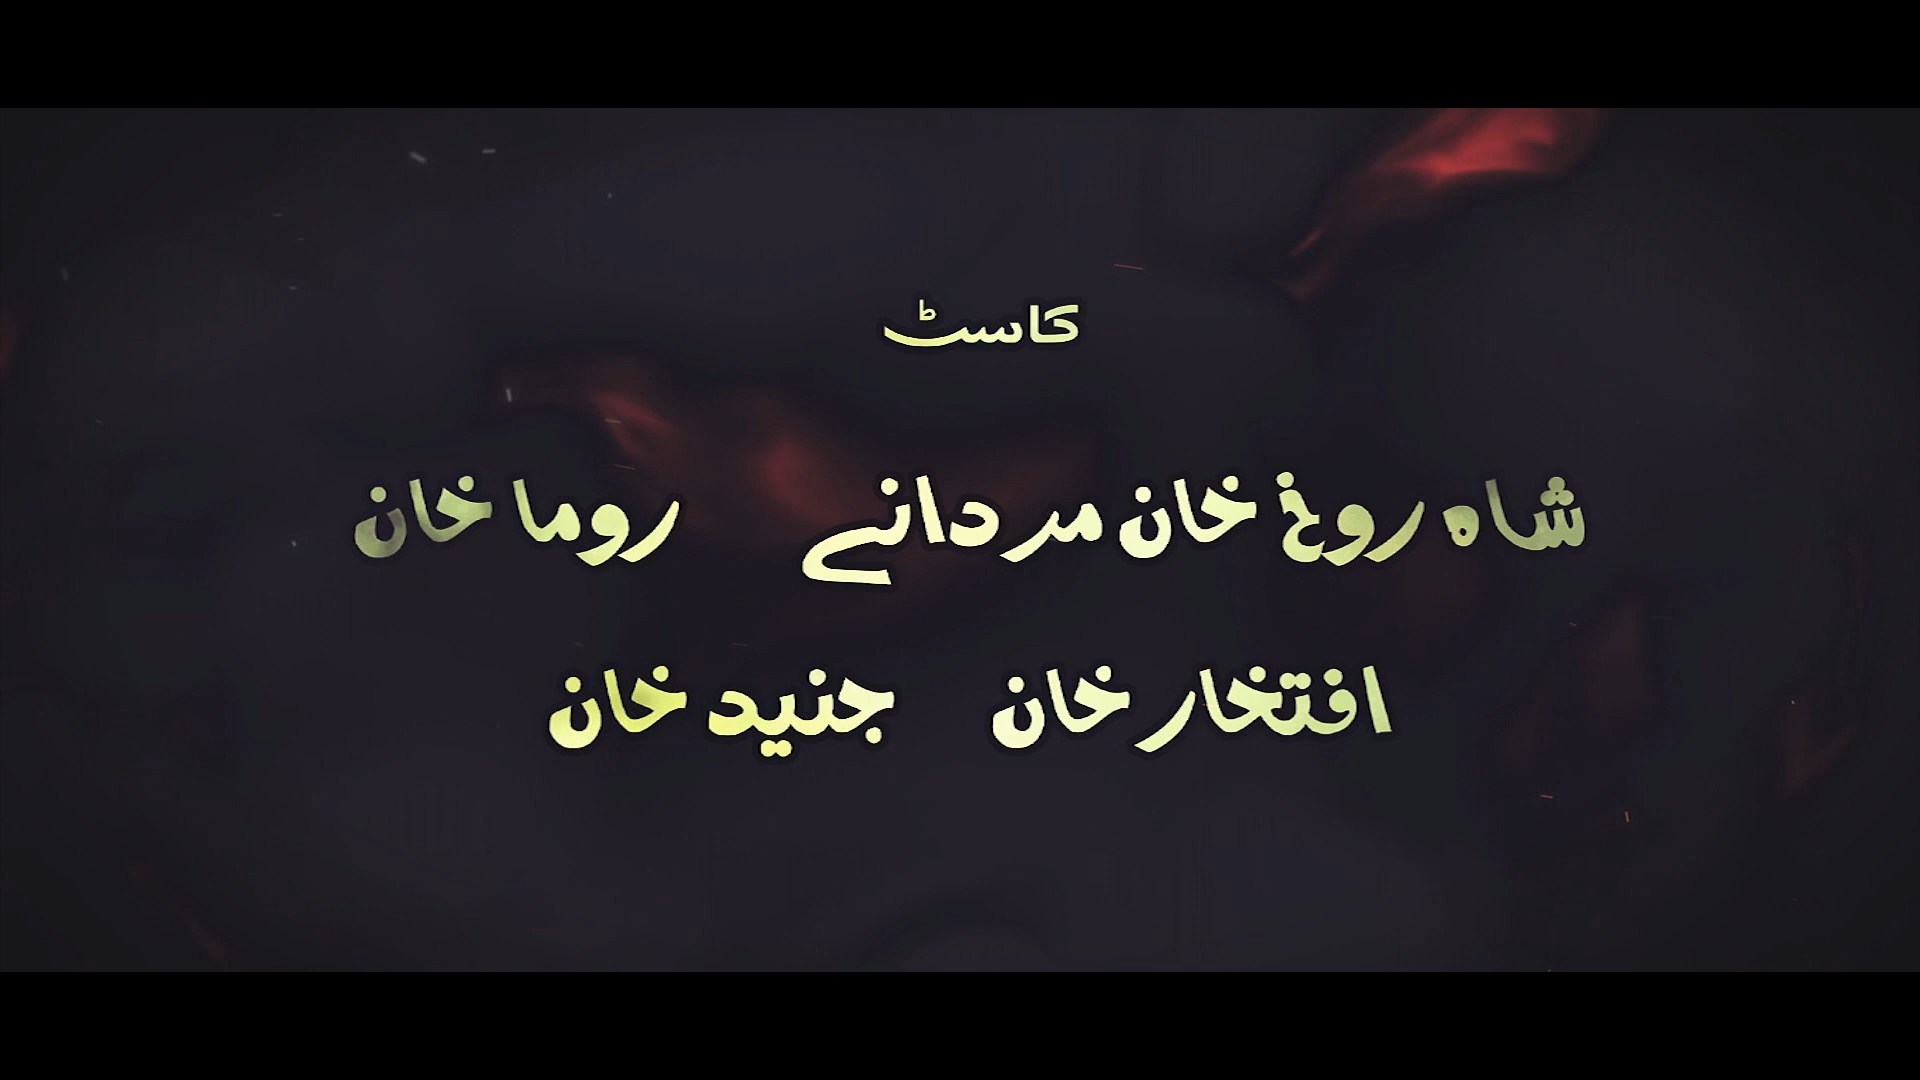 کاسٹ
شاہ روخ خان مردانے روما خان
افتخار خان جنید خان